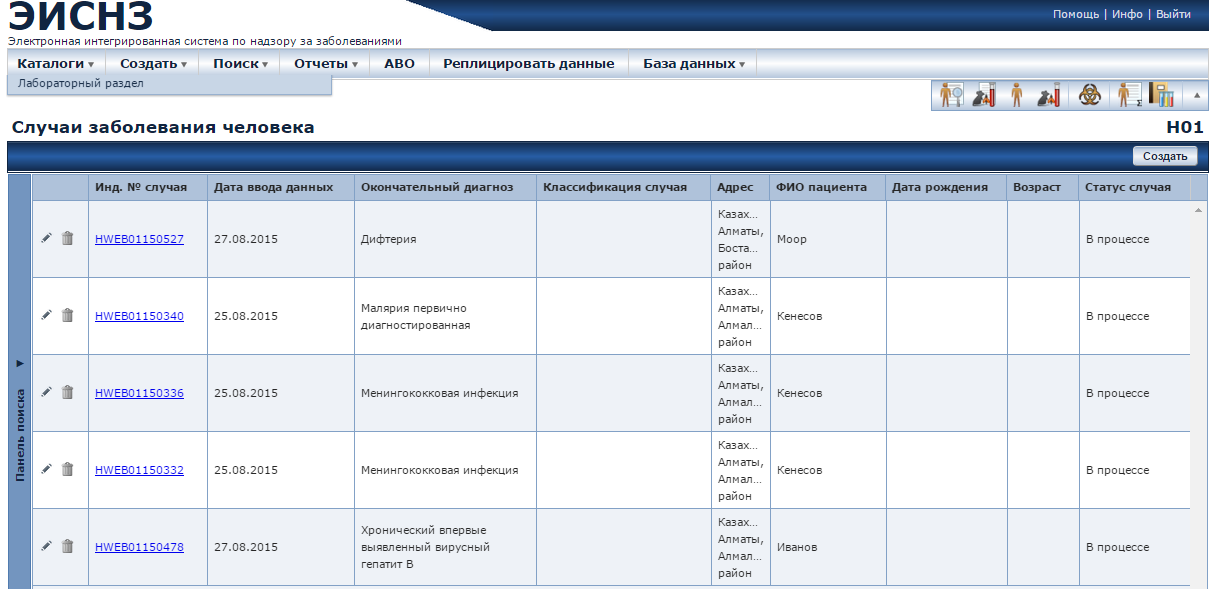 ЭИСНЗ
Помощь | Инфо | Выйти
Электронная интегрированная система по надзору за заболеваниями
Каталоги Создать Поиск Отчеты АВО Реплицировать данные База данных
Лабораторный раздел
Случаи заболевания человека H01
Создать
Инд. № случая Дата ввода данных Окончательный диагноз Классификация случая Адрес ФИО пациента Дата рождения Возраст Статус случая
HWEB01150527 27.08.2015 Дифтерия Казах... Алматы, Боста... район Моор В процессе
HWEB01150340 25.08.2015 Малярия первично диагностированная Казах... Алматы, Алмал... район Кенесов В процессе
HWEB01150336 25.08.2015 Менингококковая инфекция Казах... Алматы, Алмал... район Кенесов В процессе
HWEB01150332 25.08.2015 Менингококковая инфекция Казах... Алматы, Алмал... район Кенесов В процессе
HWEB01150478 27.08.2015 Хронический впервые выявленный вирусный гепатит В Казах... Алматы, Алмал... район Иванов В процессе
Панель поиска